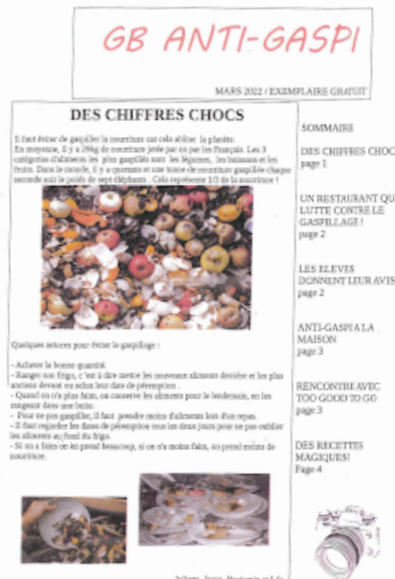 GB ANTI-GASPI
MARS 2022 / EXEMPLAIRE GRATUIT
DES CHIFFRES CHOCS
Il faut éviter de gaspiller la nourriture car cela abîme la planète.
En moyenne, il y a 29kg de nourriture jetée par an par les Français. Les 3
catégories d'aliments les plus gaspillés sont les légumes, les boissons et les
fruits. Dans le monde, il y a quarante et une tonne de nourriture gaspillée chaque
seconde soit le poids de sept éléphants. Cela représente 1/3 de la nourriture !
Quelques astuces pour éviter le gaspillage :
- Acheter la bonne quantité.
- Ranger son frigo, c'est à dire mettre les nouveaux aliments derrière et les plus
anciens devant ou selon leur date de péremption.
- Quand on n'a plus faim, on conserve les aliments pour le lendemain, en les
rangeant dans une boîte.
- Pour ne pas gaspiller, il faut prendre moins d'aliments lors d'un repas.
- Il faut regarder les dates de péremption tous les deux jours pour ne pas oublier
les aliments au fond du frigo.
- Si on a faim on en prend beaucoup, si on n'a moins faim, on prend moins de
nourriture.
SOMMAIRE
DES CHIFFRES CHOC
page 1
UN RESTAURANT QU
LUTTE CONTRE LE
GASPILLAGE !
page 2
LES ELEVES
DONNENT LEUR AVIS
page 2
ANTI-GASPI A LA
MAISON
page 3
RENCONTRE AVEC
TOO GOOD TO GO
page 3
DES RECETTES
MAGIQUES!
Page 4